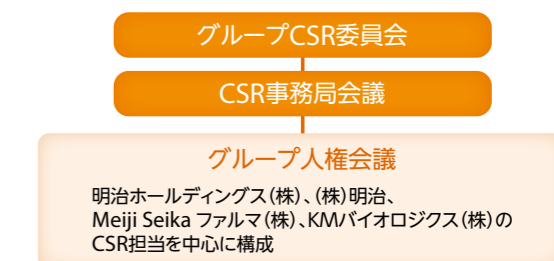 グループCSR委員会
CSR事務局会議
グループ人権会議
明治ホールディングス(株)、(株)明治、
Meiji Seika ファルマ(株)、KMバイオロジクス(株)の
CSR担当を中心に構成